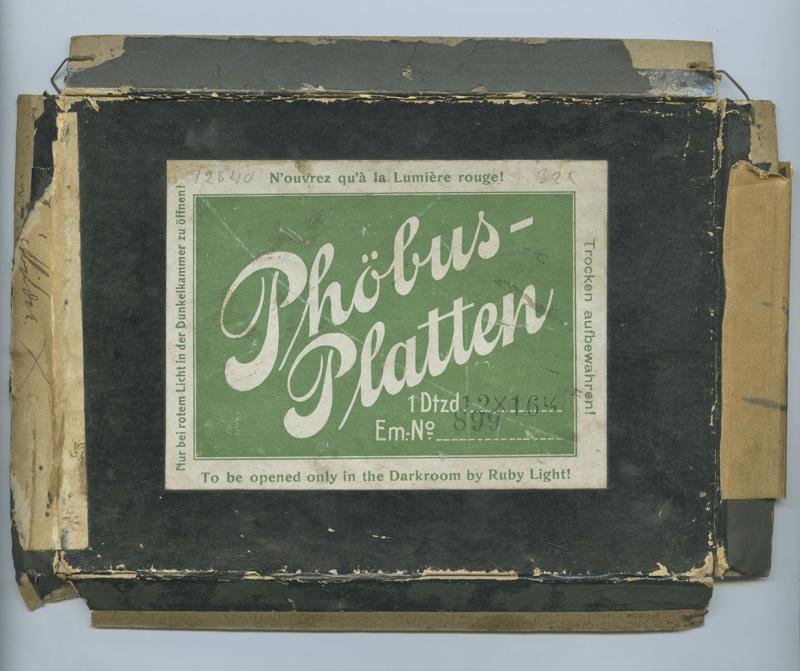 12840
N'ouvrez qu'à la Lumière rouge!
Nur bei rotem Licht in der Dunkelkammer zu öffnen!
Phöbus-
Platten
1 Dtzd 12X16½
Em.-Nº 899
Trocken aufbewahren!
To be opened only in the Darkroom by Ruby Light!